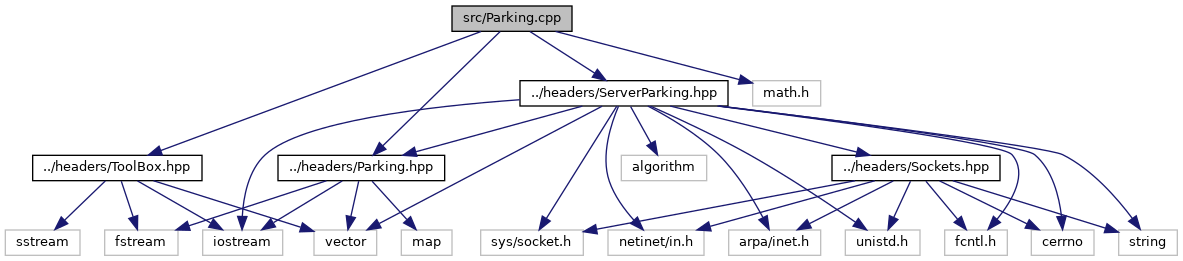 src/Parking.cpp
../headers/ServerParking.hpp
math.h
../headers/ToolBox.hpp
../headers/Parking.hpp
algorithm
../headers/Sockets.hpp
sstream
fstream
iostream
vector
map
sys/socket.h
netinet/in.h
arpa/inet.h
unistd.h
fcntl.h
cerrno
string